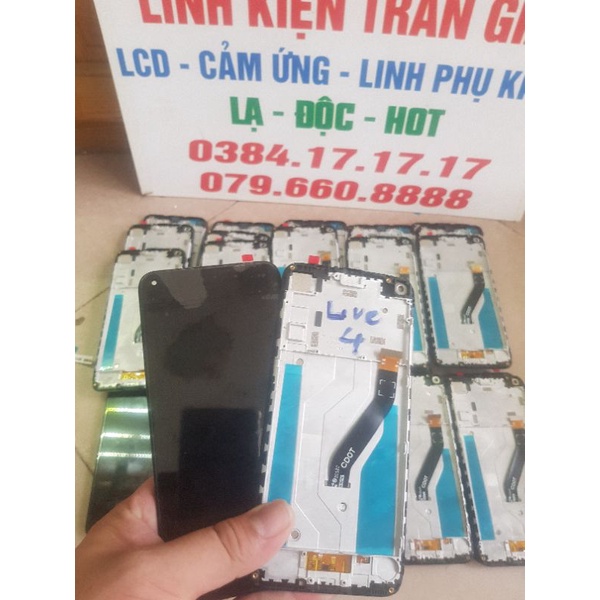 LINH KIỆN TRẦN GI
LCD - CẢM ỨNG - LINH PHỤ K
LẠ - ĐỘC - HOT
0384.17.17.17
079.660.8888
Live
4
CDOT